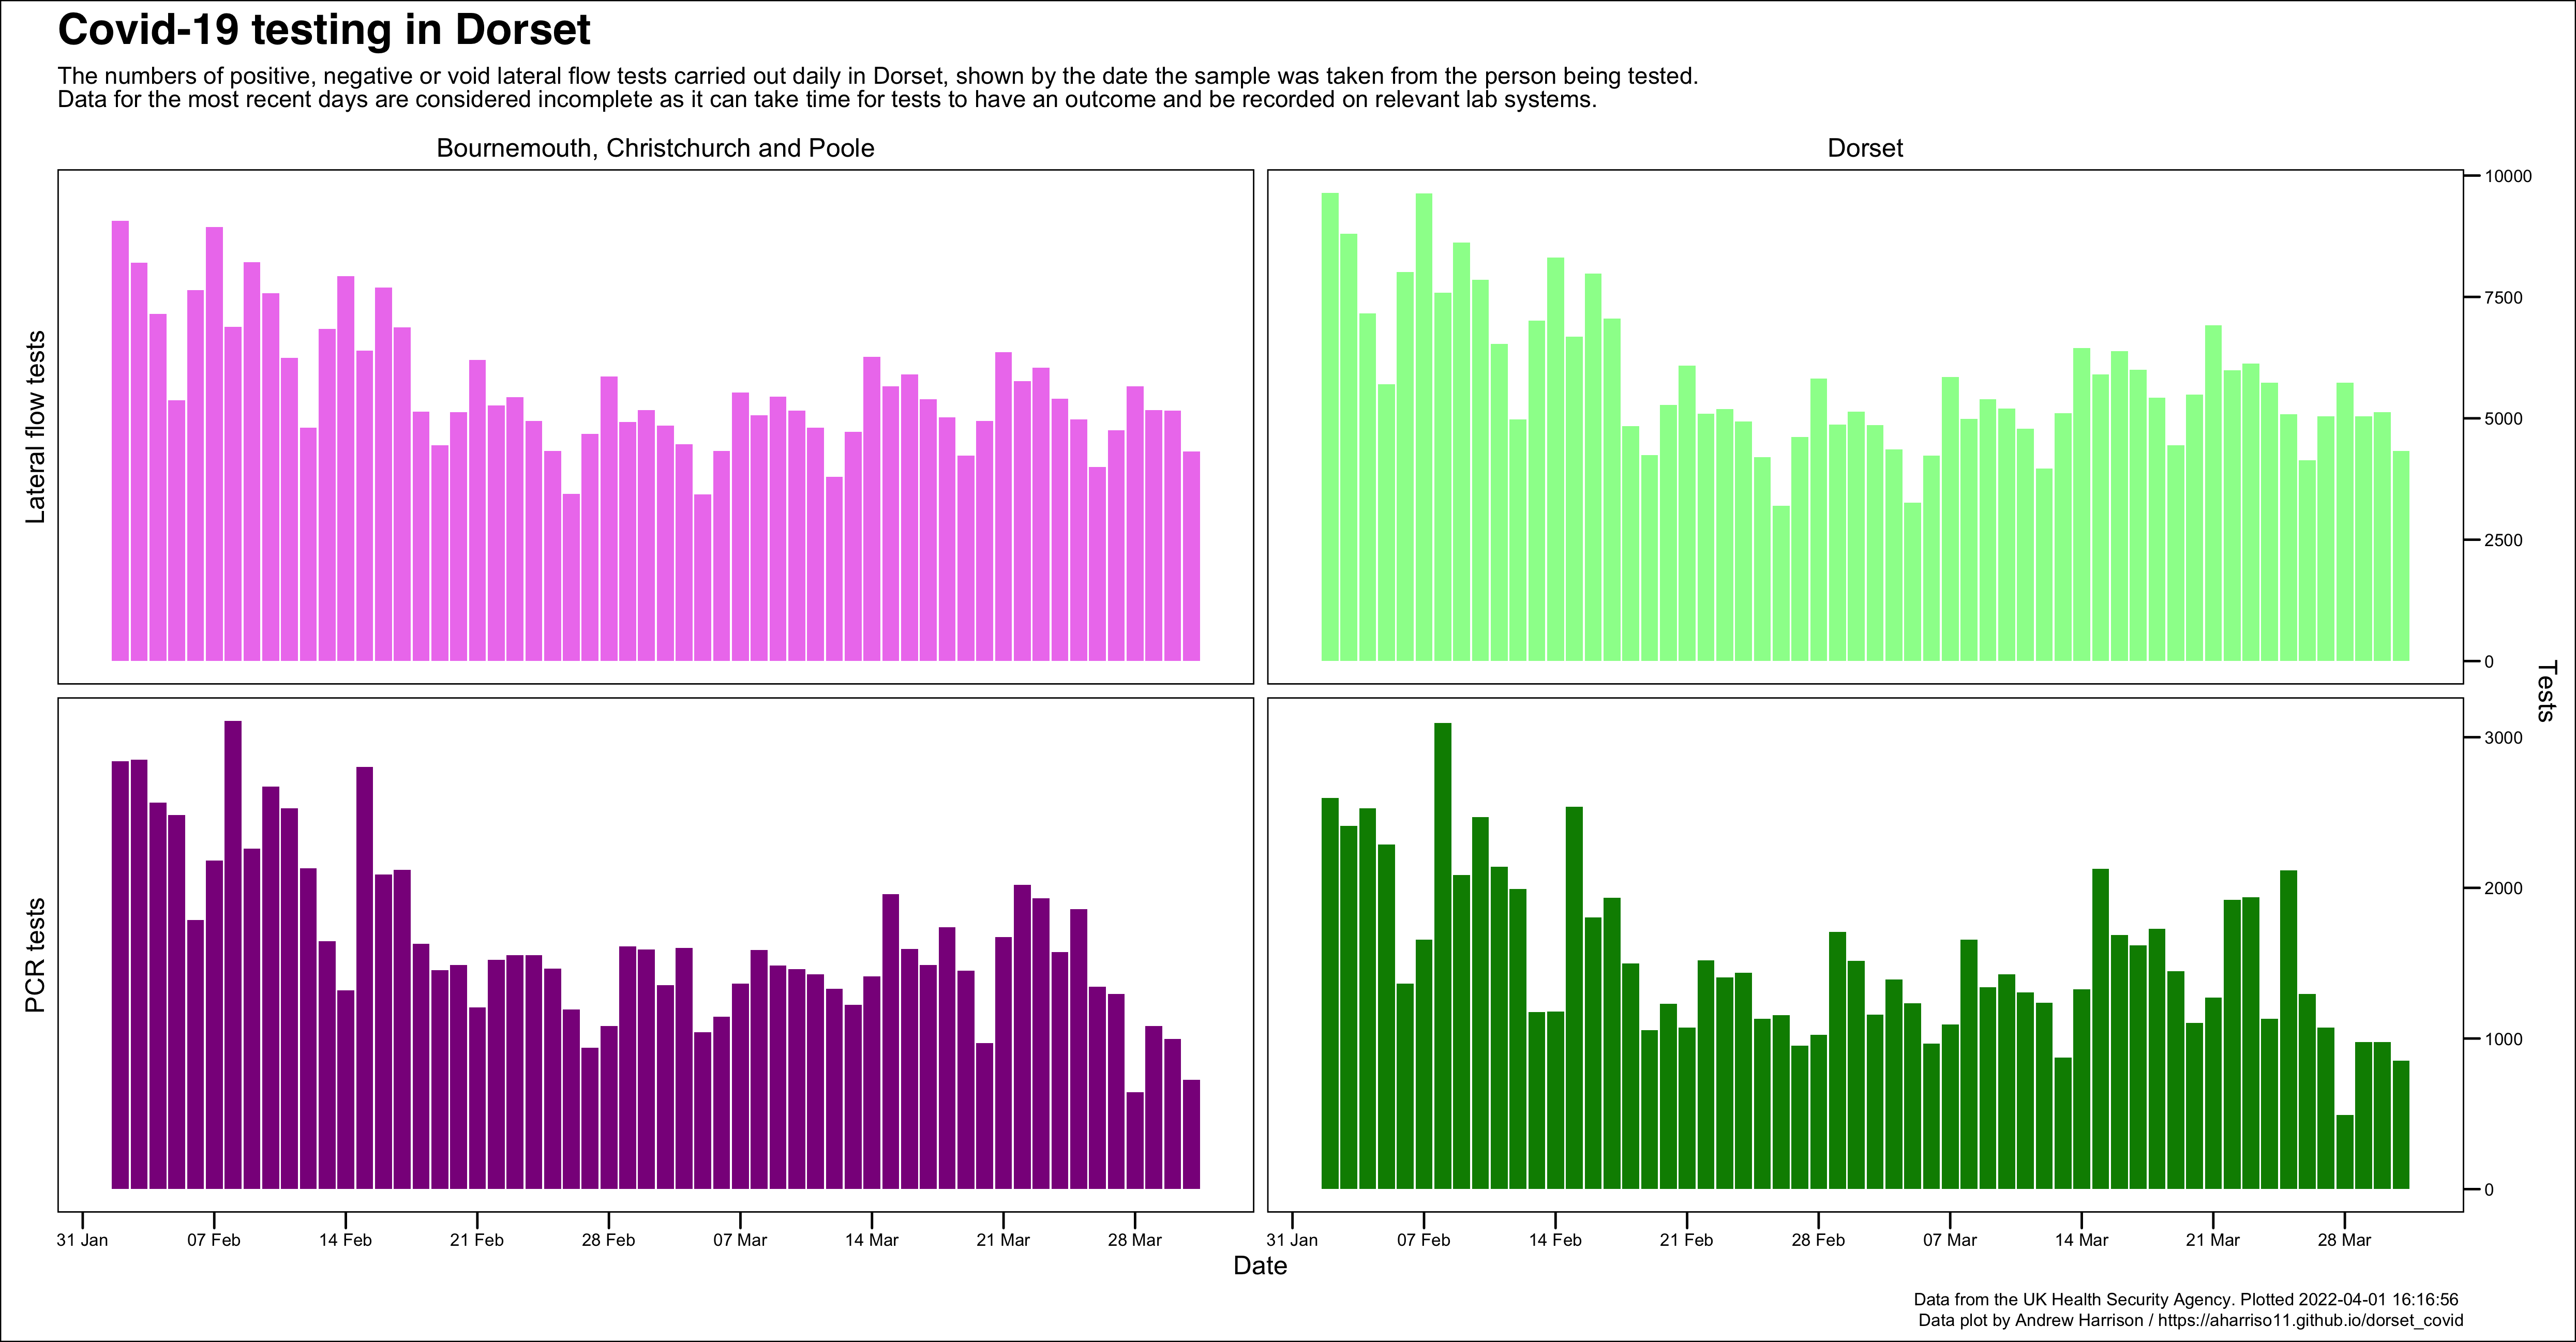 Covid-19 testing in Dorset
The numbers of positive, negative or void lateral flow tests carried out daily in Dorset, shown by the date the sample was taken from the person being tested.
Data for the most recent days are considered incomplete as it can take time for tests to have an outcome and be recorded on relevant lab systems.
Bournemouth, Christchurch and Poole
Dorset
Lateral flow tests
10000
7500
5000
2500
0
Tests
PCR tests
3000
2000
1000
0
31 Jan
07 Feb
14 Feb
21 Feb
28 Feb
07 Mar
14 Mar
21 Mar
28 Mar
31 Jan
07 Feb
14 Feb
21 Feb
28 Feb
07 Mar
14 Mar
21 Mar
28 Mar
Date
Data from the UK Health Security Agency. Plotted 2022-04-01 16:16:56
Data plot by Andrew Harrison / https://aharriso11.github.io/dorset_covid